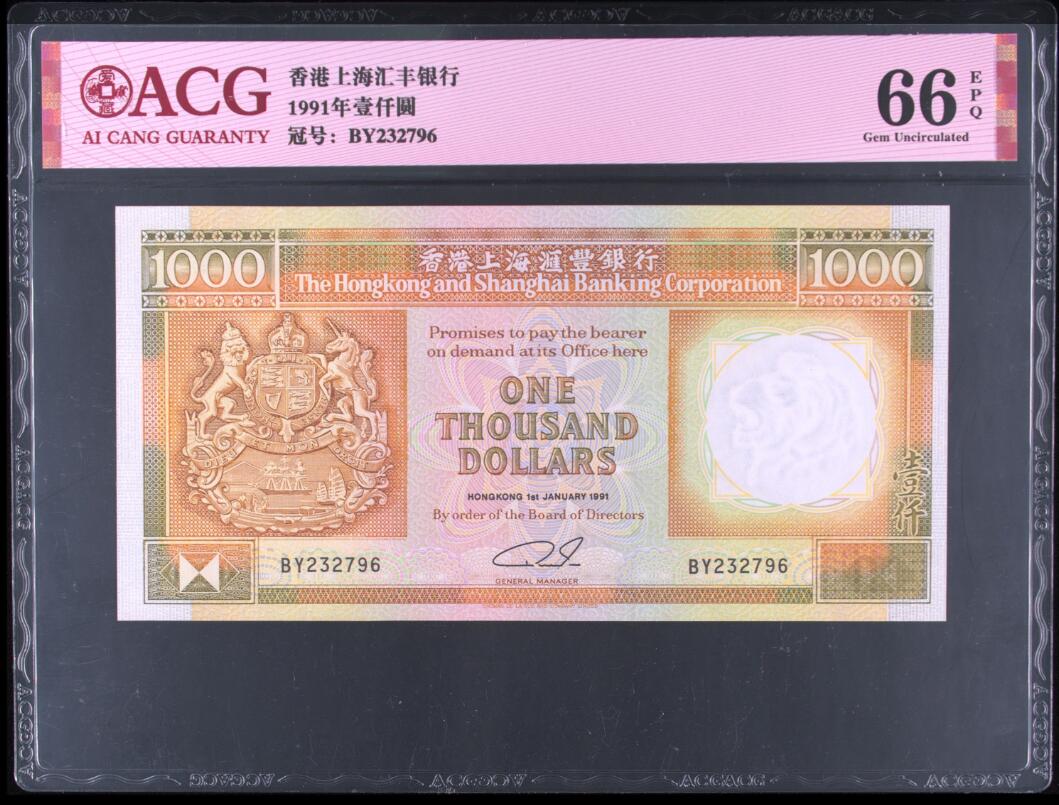 ACG
AI CANG GUARANTY
香港上海汇丰银行
1991年壹仟圆
冠号：BY232796
66
EPQ
Gem Uncirculated
1000
香港上海滙豐銀行
1000
The Hongkong and Shanghai Banking Corporation
Promises to pay the bearer
on demand at its Office here
ONE
THOUSAND
DOLLARS
HONGKONG 1st JANUARY 1991
By order of the Board of Directors
壹仟
BY232796
BY232796
GENERAL MANAGER